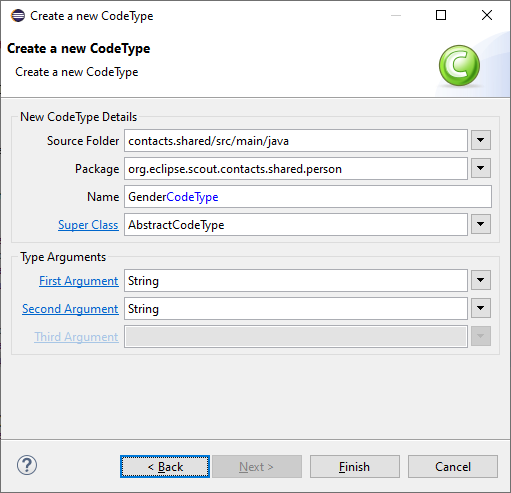 Create a new CodeType
Create a new CodeType
Create a new CodeType
New CodeType Details
Source Folder contacts.shared/src/main/java
Package org.eclipse.scout.contacts.shared.person
Name GenderCodeType
Super Class AbstractCodeType
Type Arguments
First Argument String
Second Argument String
Third Argument
? < Back Next > Finish Cancel